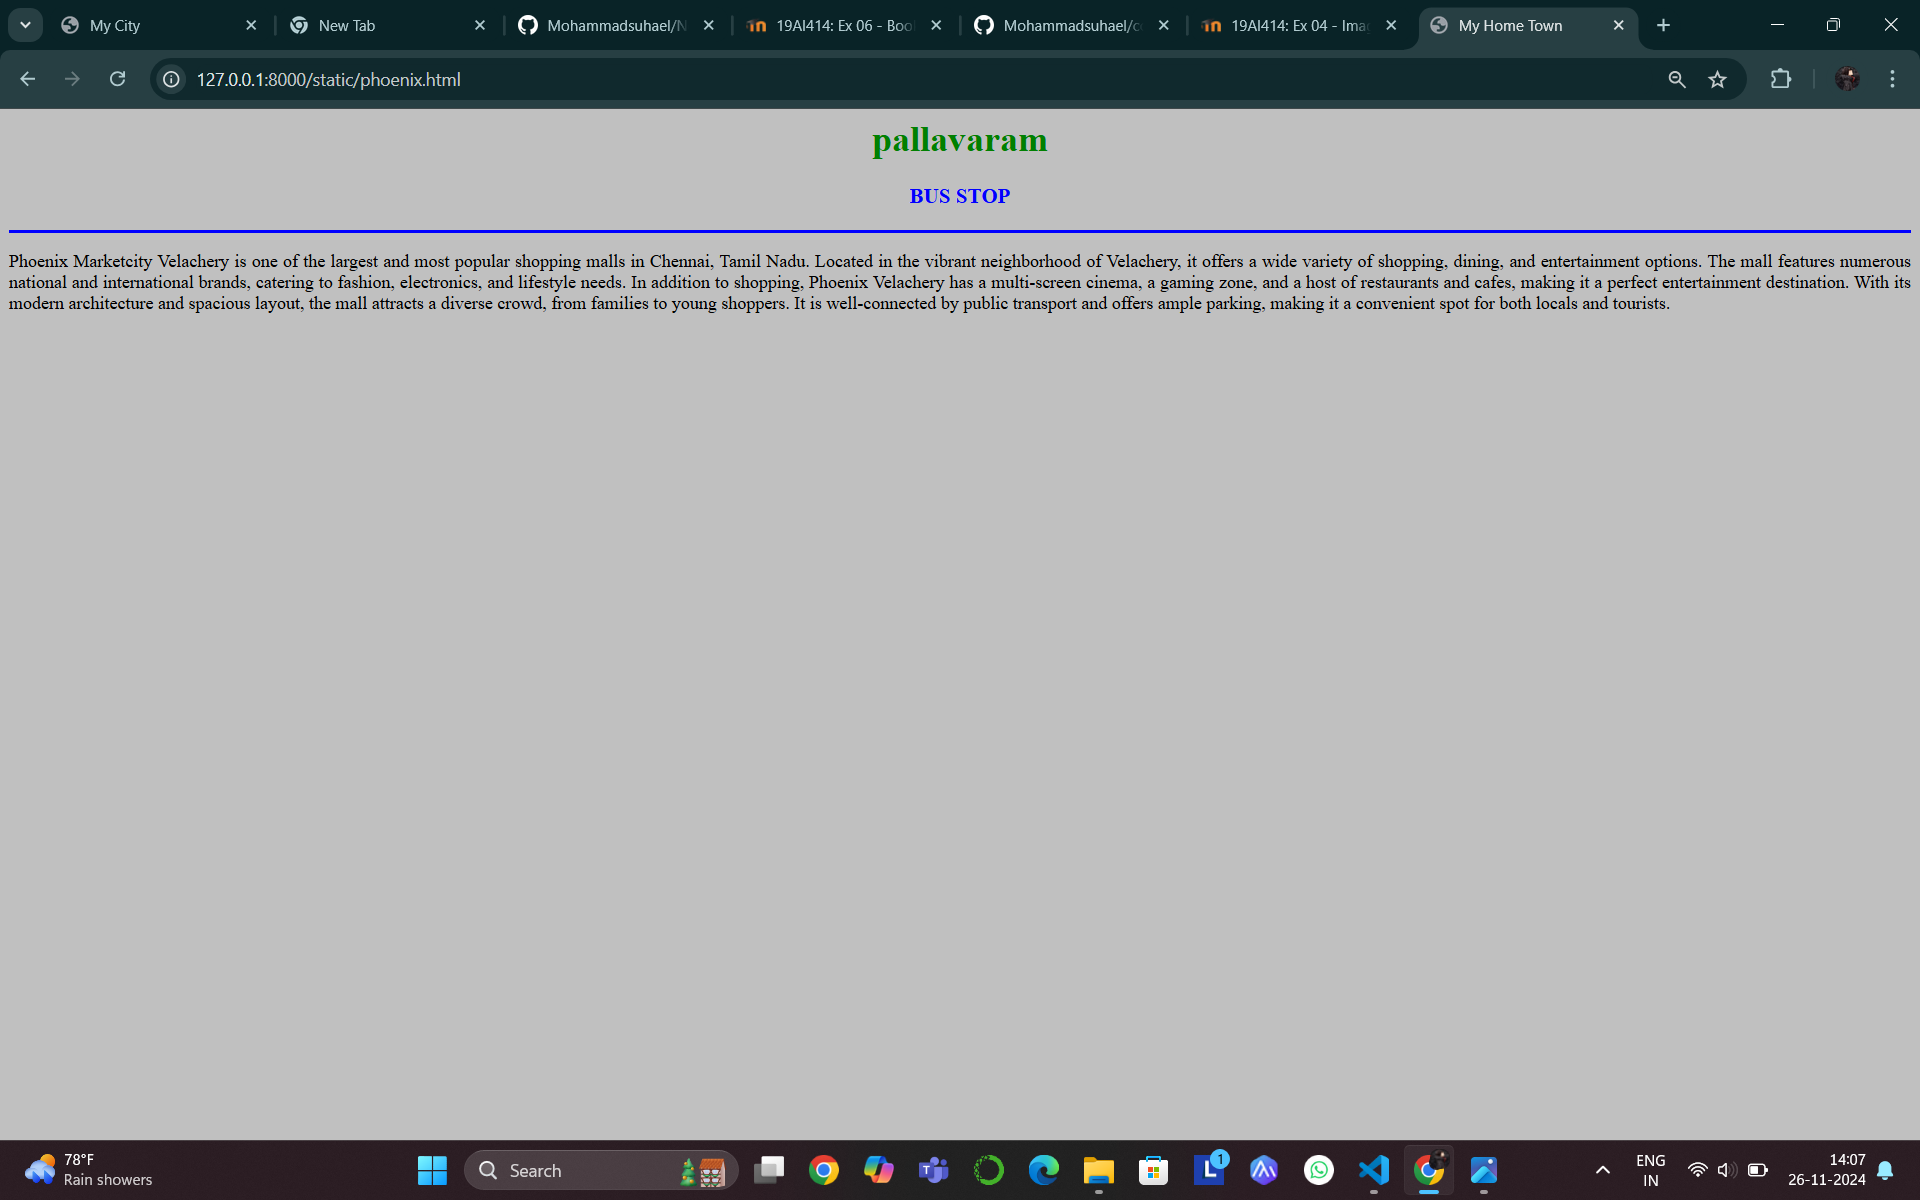 My City
New Tab
Mohammadsuhael/N
19AI414: Ex 06 - Boo
Mohammadsuhael/c
19AI414: Ex 04 - Ima
My Home Town
127.0.0.1:8000/static/phoenix.html
pallavaram
BUS STOP
Phoenix Marketcity Velachery is one of the largest and most popular shopping malls in Chennai, Tamil Nadu. Located in the vibrant neighborhood of Velachery, it offers a wide variety of shopping, dining, and entertainment options. The mall features numerous
national and international brands, catering to fashion, electronics, and lifestyle needs. In addition to shopping, Phoenix Velachery has a multi-screen cinema, a gaming zone, and a host of restaurants and cafes, making it a perfect entertainment destination. With its
modern architecture and spacious layout, the mall attracts a diverse crowd, from families to young shoppers. It is well-connected by public transport and offers ample parking, making it a convenient spot for both locals and tourists.
78°F
Rain showers
Search
1
ENG
IN
14:07
26-11-2024